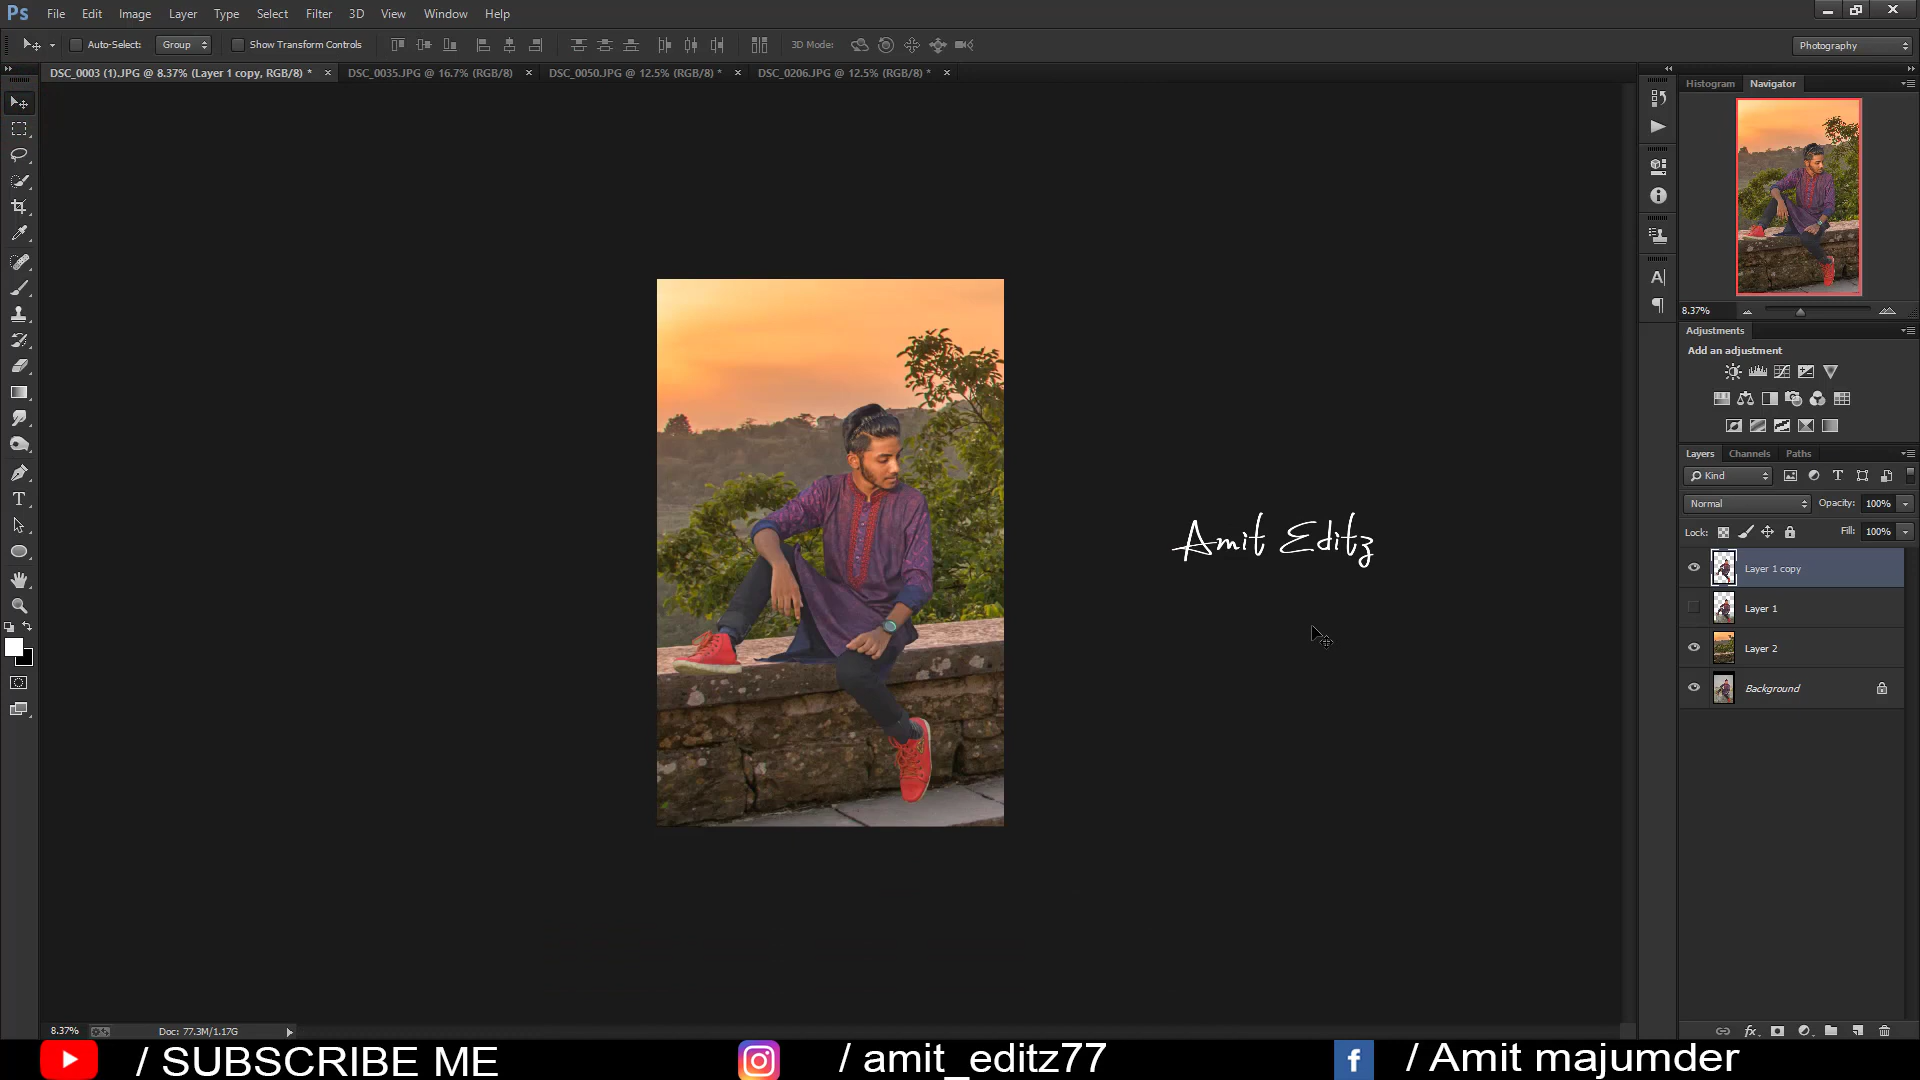 Ps File Edit Image Layer Type Select Filter 3D View Window Help
Auto-Select: Group Show Transform Controls 3D Mode: Photography
DSC_0003 (1).JPG @ 8.37% (Layer 1 copy, RGB/8) * × DSC_0035.JPG @ 16.7% (RGB/8) × DSC_0050.JPG @ 12.5% (RGB/8) * × DSC_0206.JPG @ 12.5% (RGB/8) * ×
Histogram Navigator
8.37%
Adjustments
Add an adjustment
Layers Channels Paths
Kind
Normal Opacity: 100%
Lock: Fill: 100%
Layer 1 copy
Layer 1
Layer 2
Background
Amit Editz
8.37% Doc: 77.3M/1.17G
/ SUBSCRIBE ME / amit_editz77 / Amit majumder